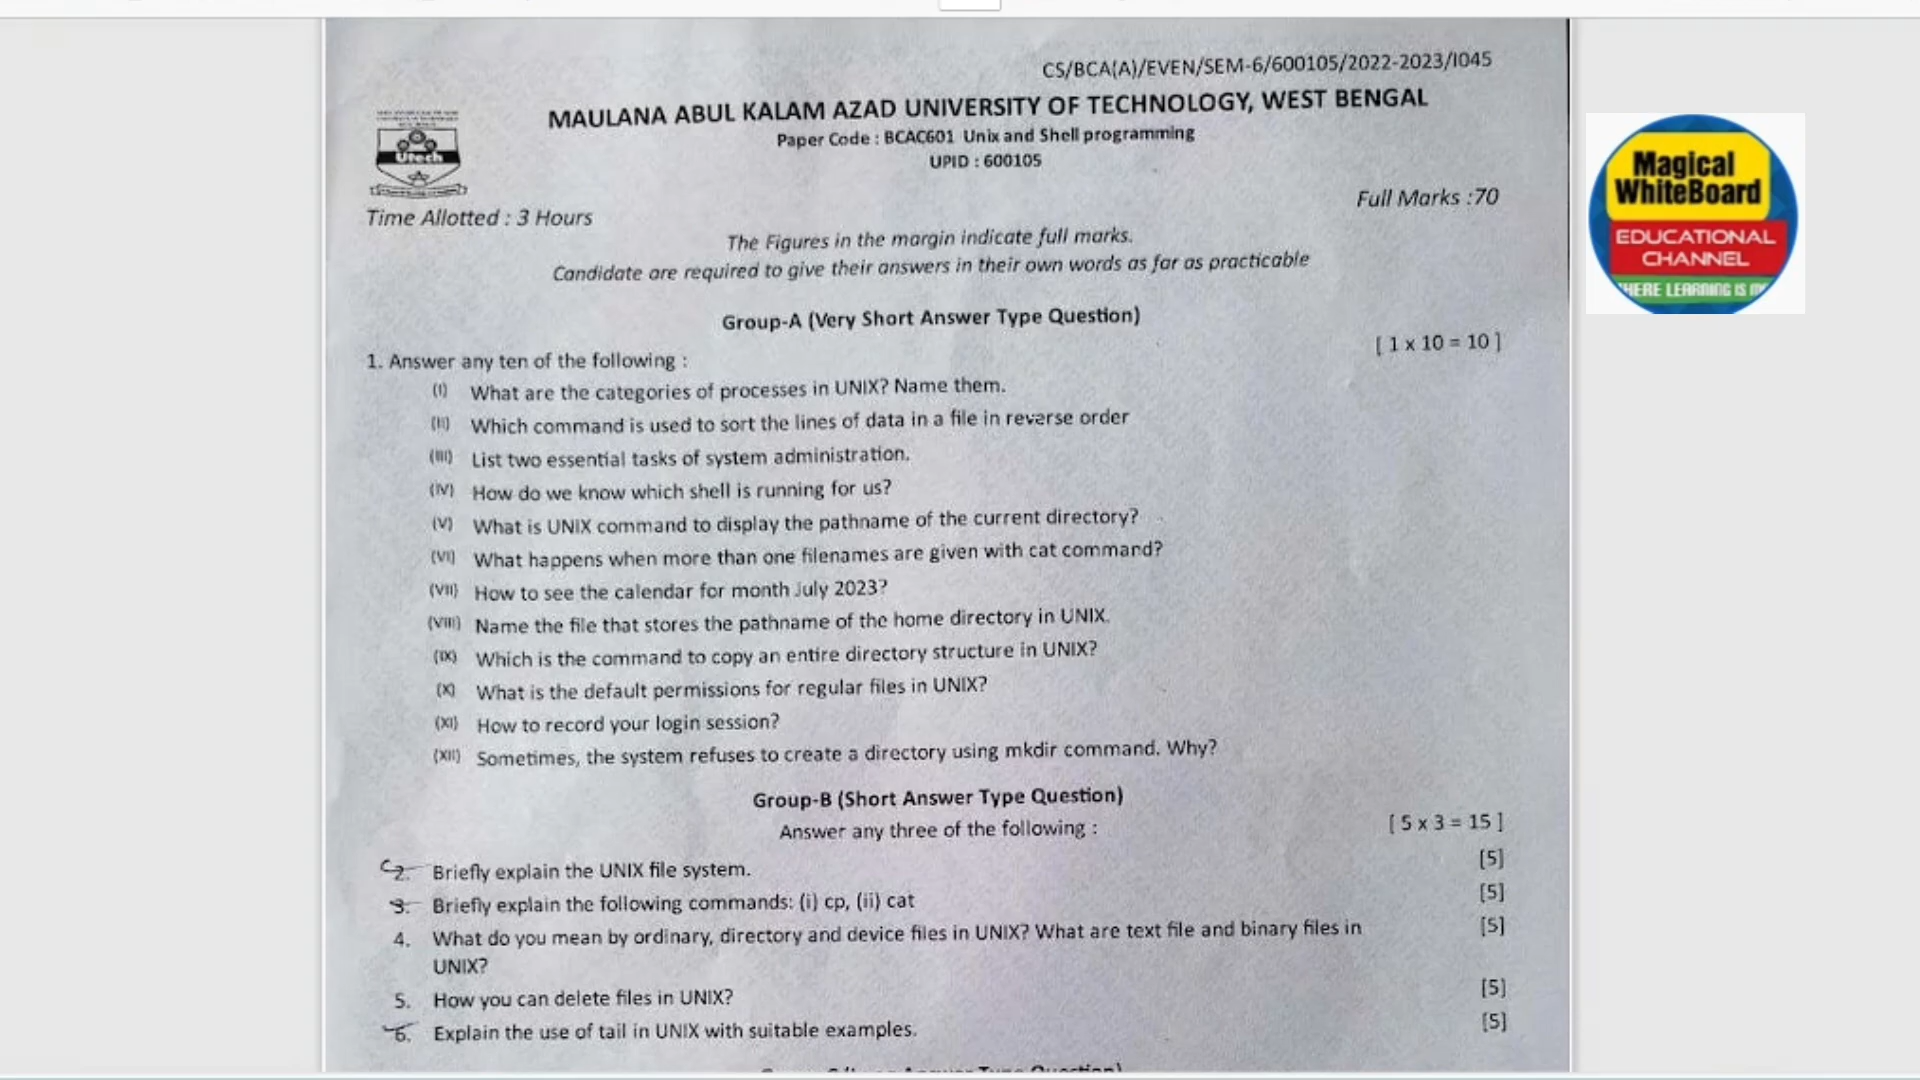 CS/BCA(A)/EVEN/SEM-6/600105/2022-2023/I045
MAULANA ABUL KALAM AZAD UNIVERSITY OF TECHNOLOGY, WEST BENGAL
Paper Code : BCAC601 Unix and Shell programming
UPID : 600105
Utech
Time Allotted : 3 Hours
Full Marks :70
The Figures in the margin indicate full marks.
Candidate are required to give their answers in their own words as far as practicable
Magical
WhiteBoard
EDUCATIONAL
CHANNEL
HERE LEARNING IS
Group-A (Very Short Answer Type Question)
1. Answer any ten of the following :
[ 1 x 10 = 10 ]
(I) What are the categories of processes in UNIX? Name them.
(II) Which command is used to sort the lines of data in a file in reverse order
(III) List two essential tasks of system administration.
(IV) How do we know which shell is running for us?
(V) What is UNIX command to display the pathname of the current directory?
(VI) What happens when more than one filenames are given with cat command?
(VII) How to see the calendar for month July 2023?
(VIII) Name the file that stores the pathname of the home directory in UNIX.
(IX) Which is the command to copy an entire directory structure in UNIX?
(X) What is the default permissions for regular files in UNIX?
(XI) How to record your login session?
(XII) Sometimes, the system refuses to create a directory using mkdir command. Why?
Group-B (Short Answer Type Question)
Answer any three of the following :
[ 5 x 3 = 15 ]
2. Briefly explain the UNIX file system. [5]
3. Briefly explain the following commands: (i) cp, (ii) cat [5]
4. What do you mean by ordinary, directory and device files in UNIX? What are text file and binary files in [5]
UNIX?
5. How you can delete files in UNIX? [5]
6. Explain the use of tail in UNIX with suitable examples. [5]